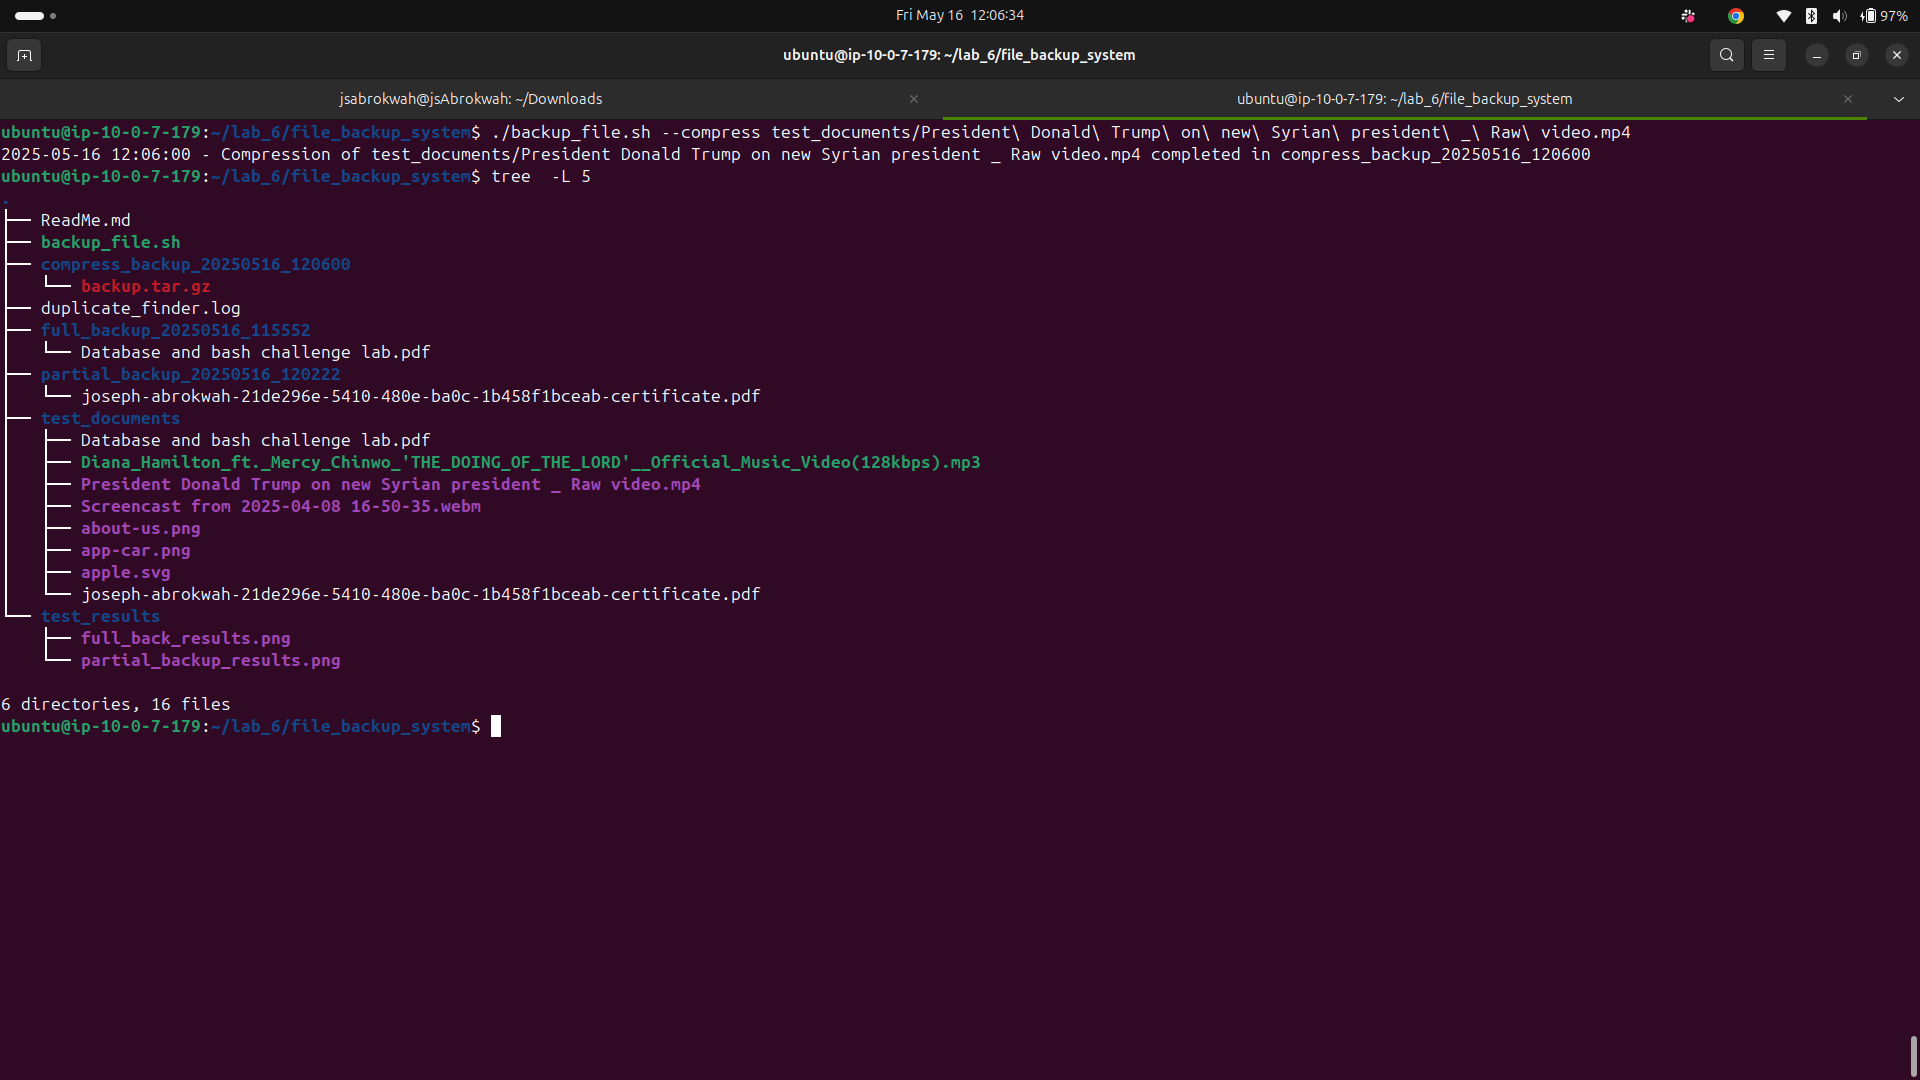 Fri May 16  12:06:34
97%
ubuntu@ip-10-0-7-179: ~/lab_6/file_backup_system
jsabrokwah@jsAbrokwah: ~/Downloads
ubuntu@ip-10-0-7-179: ~/lab_6/file_backup_system
ubuntu@ip-10-0-7-179:~/lab_6/file_backup_system$ ./backup_file.sh --compress test_documents/President\ Donald\ Trump\ on\ new\ Syrian\ president\ _\ Raw\ video.mp4
2025-05-16 12:06:00 - Compression of test_documents/President Donald Trump on new Syrian president _ Raw video.mp4 completed in compress_backup_20250516_120600
ubuntu@ip-10-0-7-179:~/lab_6/file_backup_system$ tree  -L 5
.
├── ReadMe.md
├── backup_file.sh
├── compress_backup_20250516_120600
│   └── backup.tar.gz
├── duplicate_finder.log
├── full_backup_20250516_115552
│   └── Database and bash challenge lab.pdf
├── partial_backup_20250516_120222
│   └── joseph-abrokwah-21de296e-5410-480e-ba0c-1b458f1bceab-certificate.pdf
├── test_documents
│   ├── Database and bash challenge lab.pdf
│   ├── Diana_Hamilton_ft._Mercy_Chinwo_'THE_DOING_OF_THE_LORD'__Official_Music_Video(128kbps).mp3
│   ├── President Donald Trump on new Syrian president _ Raw video.mp4
│   ├── Screencast from 2025-04-08 16-50-35.webm
│   ├── about-us.png
│   ├── app-car.png
│   ├── apple.svg
│   └── joseph-abrokwah-21de296e-5410-480e-ba0c-1b458f1bceab-certificate.pdf
└── test_results
    ├── full_back_results.png
    └── partial_backup_results.png

6 directories, 16 files
ubuntu@ip-10-0-7-179:~/lab_6/file_backup_system$